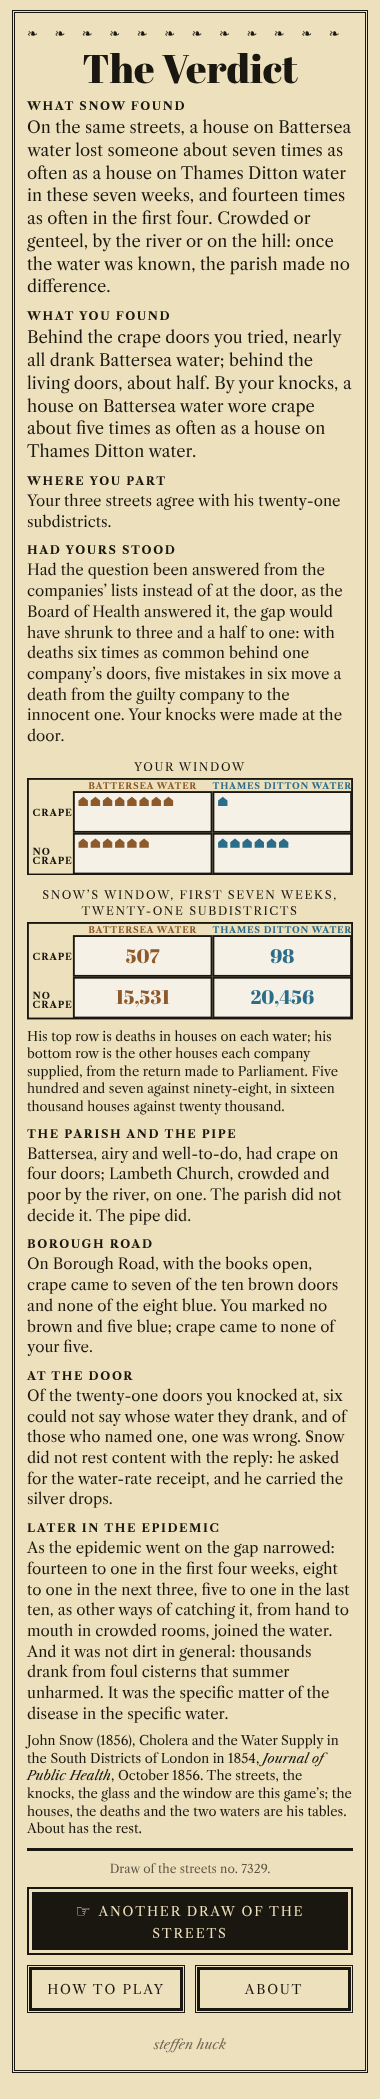 The Verdict
WHAT SNOW FOUND
On the same streets, a house on Battersea
water lost someone about seven times as
often as a house on Thames Ditton water
in these seven weeks, and fourteen times
as often in the first four. Crowded or
genteel, by the river or on the hill: once
the water was known, the parish made no
difference.
WHAT YOU FOUND
Behind the crape doors you tried, nearly
all drank Battersea water; behind the
living doors, about half. By your knocks, a
house on Battersea water wore crape
about five times as often as a house on
Thames Ditton water.
WHERE YOU PART
Your three streets agree with his twenty-one
subdistricts.
HAD YOURS STOOD
Had the question been answered from the
companies’ lists instead of at the door, as the
Board of Health answered it, the gap would
have shrunk to three and a half to one: with
deaths six times as common behind one
company’s doors, five mistakes in six move a
death from the guilty company to the
innocent one. Your knocks were made at the
door.
YOUR WINDOW
BATTERSEA WATER THAMES DITTON WATER
CRAPE
NO
CRAPE
SNOW’S WINDOW, FIRST SEVEN WEEKS,
TWENTY-ONE SUBDISTRICTS
BATTERSEA WATER THAMES DITTON WATER
CRAPE 507 98
NO
CRAPE 15,531 20,456
His top row is deaths in houses on each water; his
bottom row is the other houses each company
supplied, from the return made to Parliament. Five
hundred and seven against ninety-eight, in sixteen
thousand houses against twenty thousand.
THE PARISH AND THE PIPE
Battersea, airy and well-to-do, had crape on
four doors; Lambeth Church, crowded and
poor by the river, on one. The parish did not
decide it. The pipe did.
BOROUGH ROAD
On Borough Road, with the books open,
crape came to seven of the ten brown doors
and none of the eight blue. You marked no
brown and five blue; crape came to none of
your five.
AT THE DOOR
Of the twenty-one doors you knocked at, six
could not say whose water they drank, and of
those who named one, one was wrong. Snow
did not rest content with the reply: he asked
for the water-rate receipt, and he carried the
silver drops.
LATER IN THE EPIDEMIC
As the epidemic went on the gap narrowed:
fourteen to one in the first four weeks, eight
to one in the next three, five to one in the last
ten, as other ways of catching it, from hand to
mouth in crowded rooms, joined the water.
And it was not dirt in general: thousands
drank from foul cisterns that summer
unharmed. It was the specific matter of the
disease in the specific water.
John Snow (1856), Cholera and the Water Supply in
the South Districts of London in 1854, Journal of
Public Health, October 1856. The streets, the
knocks, the glass and the window are this game’s; the
houses, the deaths and the two waters are his tables.
About has the rest.
Draw of the streets no. 7329.
☞ ANOTHER DRAW OF THE
STREETS
HOW TO PLAY ABOUT
steffen huck